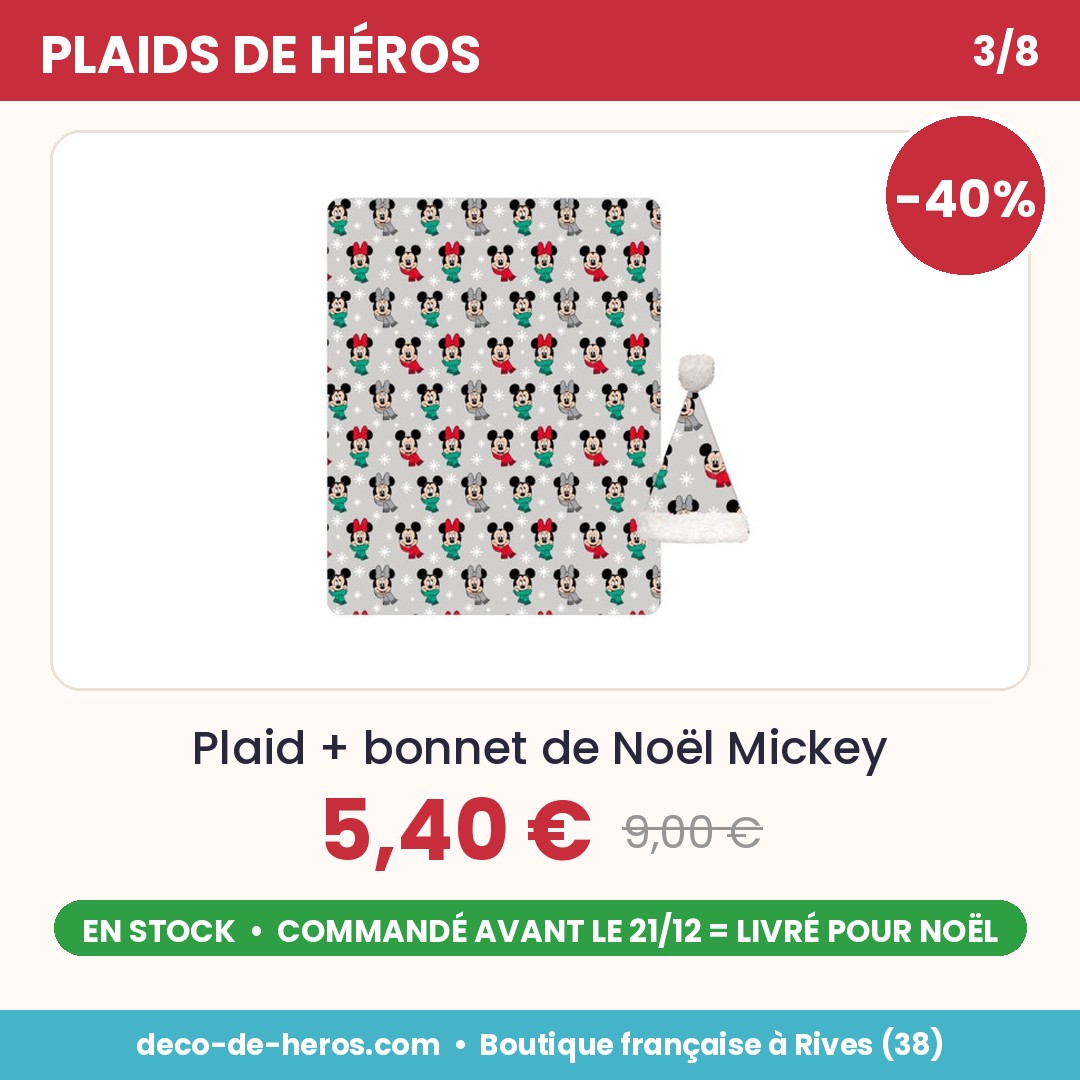 PLAIDS DE HÉROS
3/8
-40%
Plaid + bonnet de Noël Mickey
5,40 € 9,00 €
EN STOCK • COMMANDÉ AVANT LE 21/12 = LIVRÉ POUR NOËL
deco-de-heros.com • Boutique française à Rives (38)